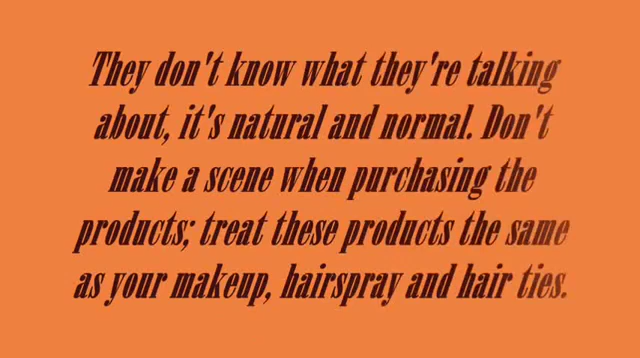 They don't know what they're talking
about, it's natural and normal. Don't
make a scene when purchasing the
products; treat these products the same
as your makeup, hairspray and hair ties.